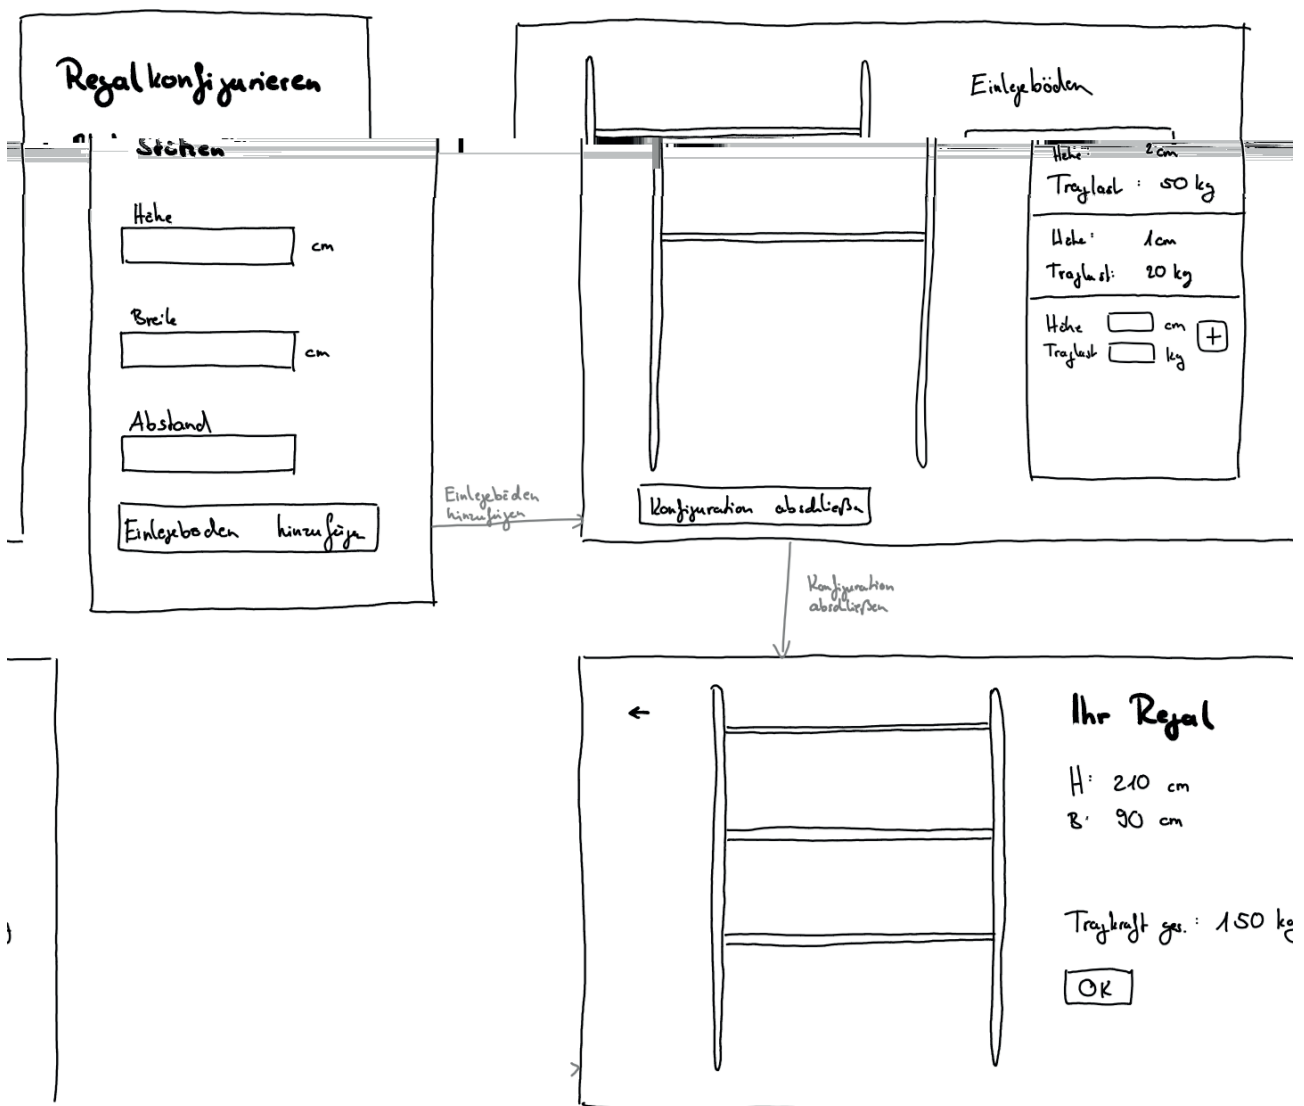 Regal konfigurieren
Stützen
Höhe
cm
Breite
cm
Abstand
Einlegeboden hinzufügen
Einlegeböden
hinzufügen
Einlegeböden
Höhe: 2 cm
Traglast: 50 kg
Höhe: 1 cm
Traglast: 20 kg
Höhe cm
+
Traglast kg
Konfiguration abschließen
Konfiguration
abschließen
←
Ihr Regal
H: 210 cm
B: 90 cm
Tragkraft ges.: 150 kg
OK